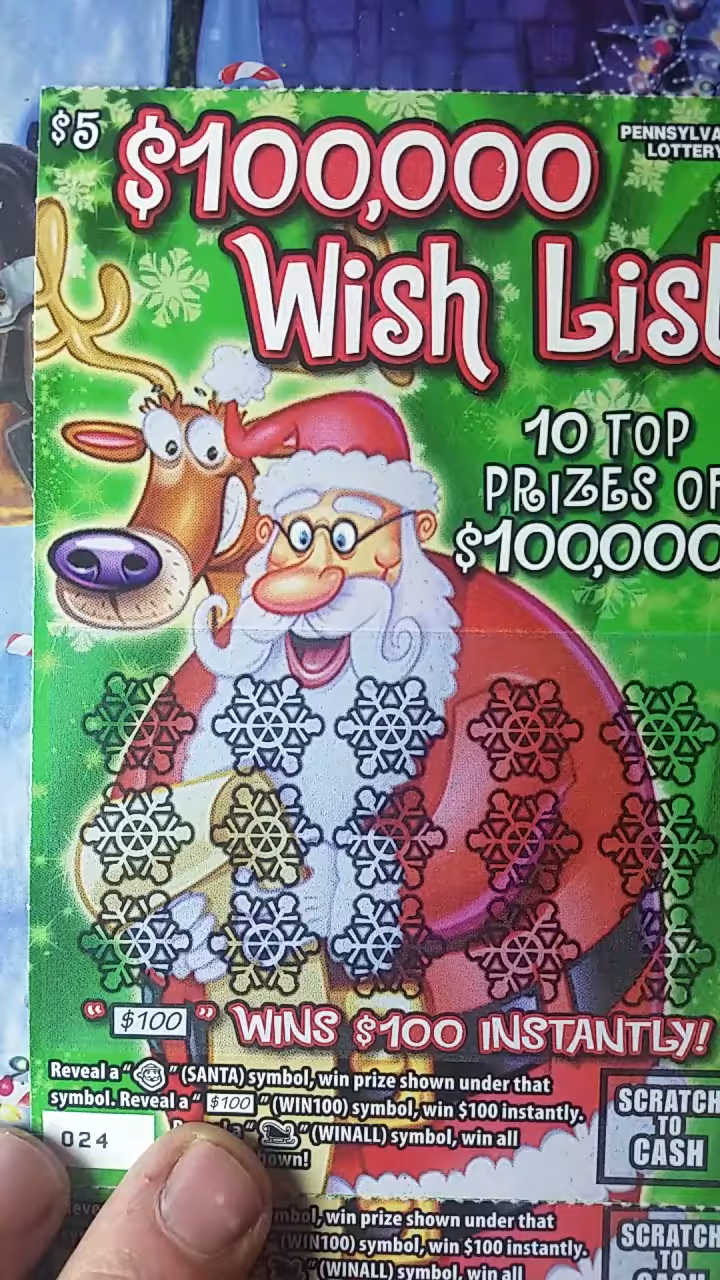 $5
$100,000
PENNSYLVA
LOTTERY
Wish List
10 TOP
PRIZES OF
$100,000
" $100 " WINS $100 INSTANTLY!
Reveal a " " (SANTA) symbol, win prize shown under that
symbol. Reveal a " $100 " (WIN100) symbol, win $100 instantly.
" (WINALL) symbol, win all
024
SCRATCH
TO
CASH
mbol, win prize shown under that
(WIN100) symbol, win $100 instantly.
" (WINALL) symbol, win all
SCRATCH
TO